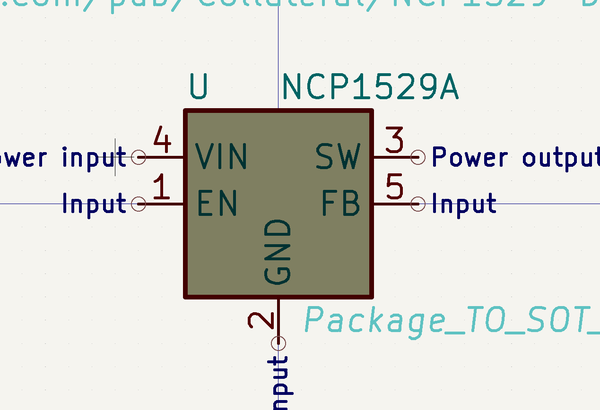 .com/pub/Collateral/NCP1529-D
U NCP1529A
wer input 4 VIN SW 3 Power output
Input 1 EN FB 5 Input
GND
2
Package_TO_SOT_
nput